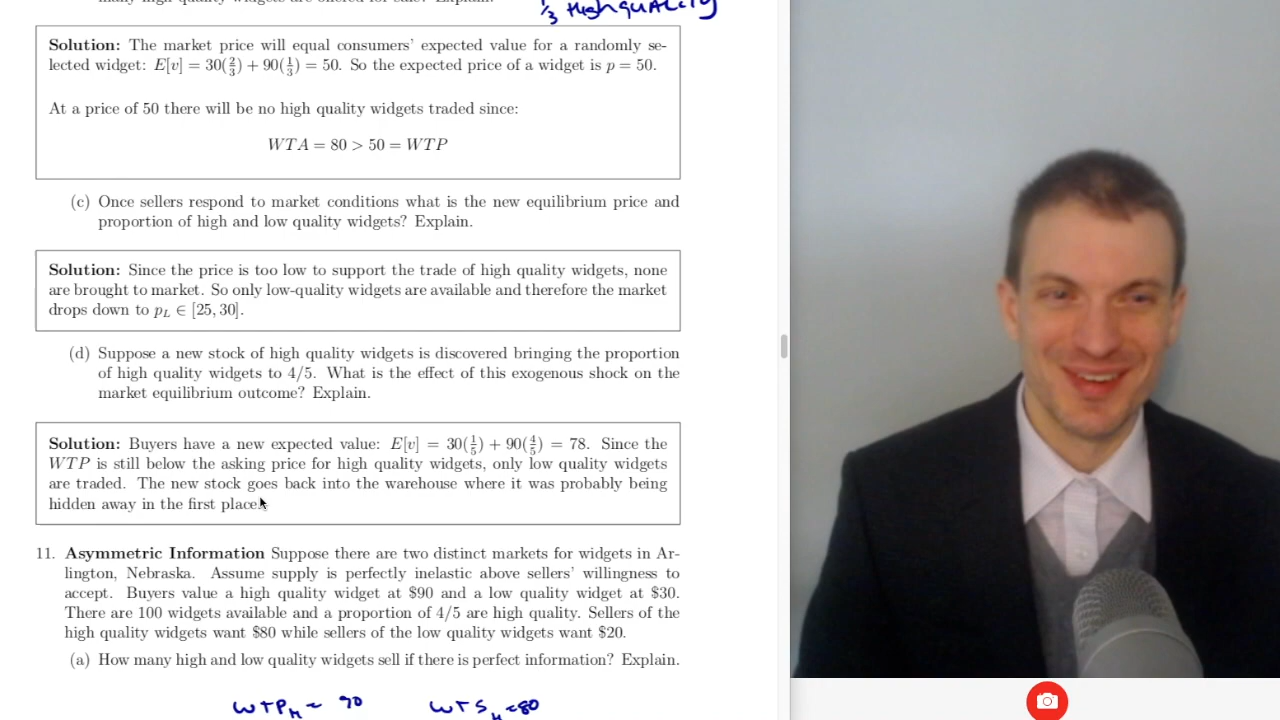 many high quality widgets are offered for sale? Explain.
1/3 High quality
Solution: The market price will equal consumers' expected value for a randomly se-
lected widget: E[v] = 30(2/3) + 90(1/3) = 50. So the expected price of a widget is p = 50.
At a price of 50 there will be no high quality widgets traded since:
WTA = 80 > 50 = WTP
(c) Once sellers respond to market conditions what is the new equilibrium price and
proportion of high and low quality widgets? Explain.
Solution: Since the price is too low to support the trade of high quality widgets, none
are brought to market. So only low-quality widgets are available and therefore the market
drops down to p_L ∈ [25, 30].
(d) Suppose a new stock of high quality widgets is discovered bringing the proportion
of high quality widgets to 4/5. What is the effect of this exogenous shock on the
market equilibrium outcome? Explain.
Solution: Buyers have a new expected value: E[v] = 30(1/5) + 90(4/5) = 78. Since the
WTP is still below the asking price for high quality widgets, only low quality widgets
are traded. The new stock goes back into the warehouse where it was probably being
hidden away in the first place.
11. Asymmetric Information Suppose there are two distinct markets for widgets in Ar-
lington, Nebraska. Assume supply is perfectly inelastic above sellers' willingness to
accept. Buyers value a high quality widget at $90 and a low quality widget at $30.
There are 100 widgets available and a proportion of 4/5 are high quality. Sellers of the
high quality widgets want $80 while sellers of the low quality widgets want $20.
(a) How many high and low quality widgets sell if there is perfect information? Explain.
WTP_H = 90 WTS_H = 80